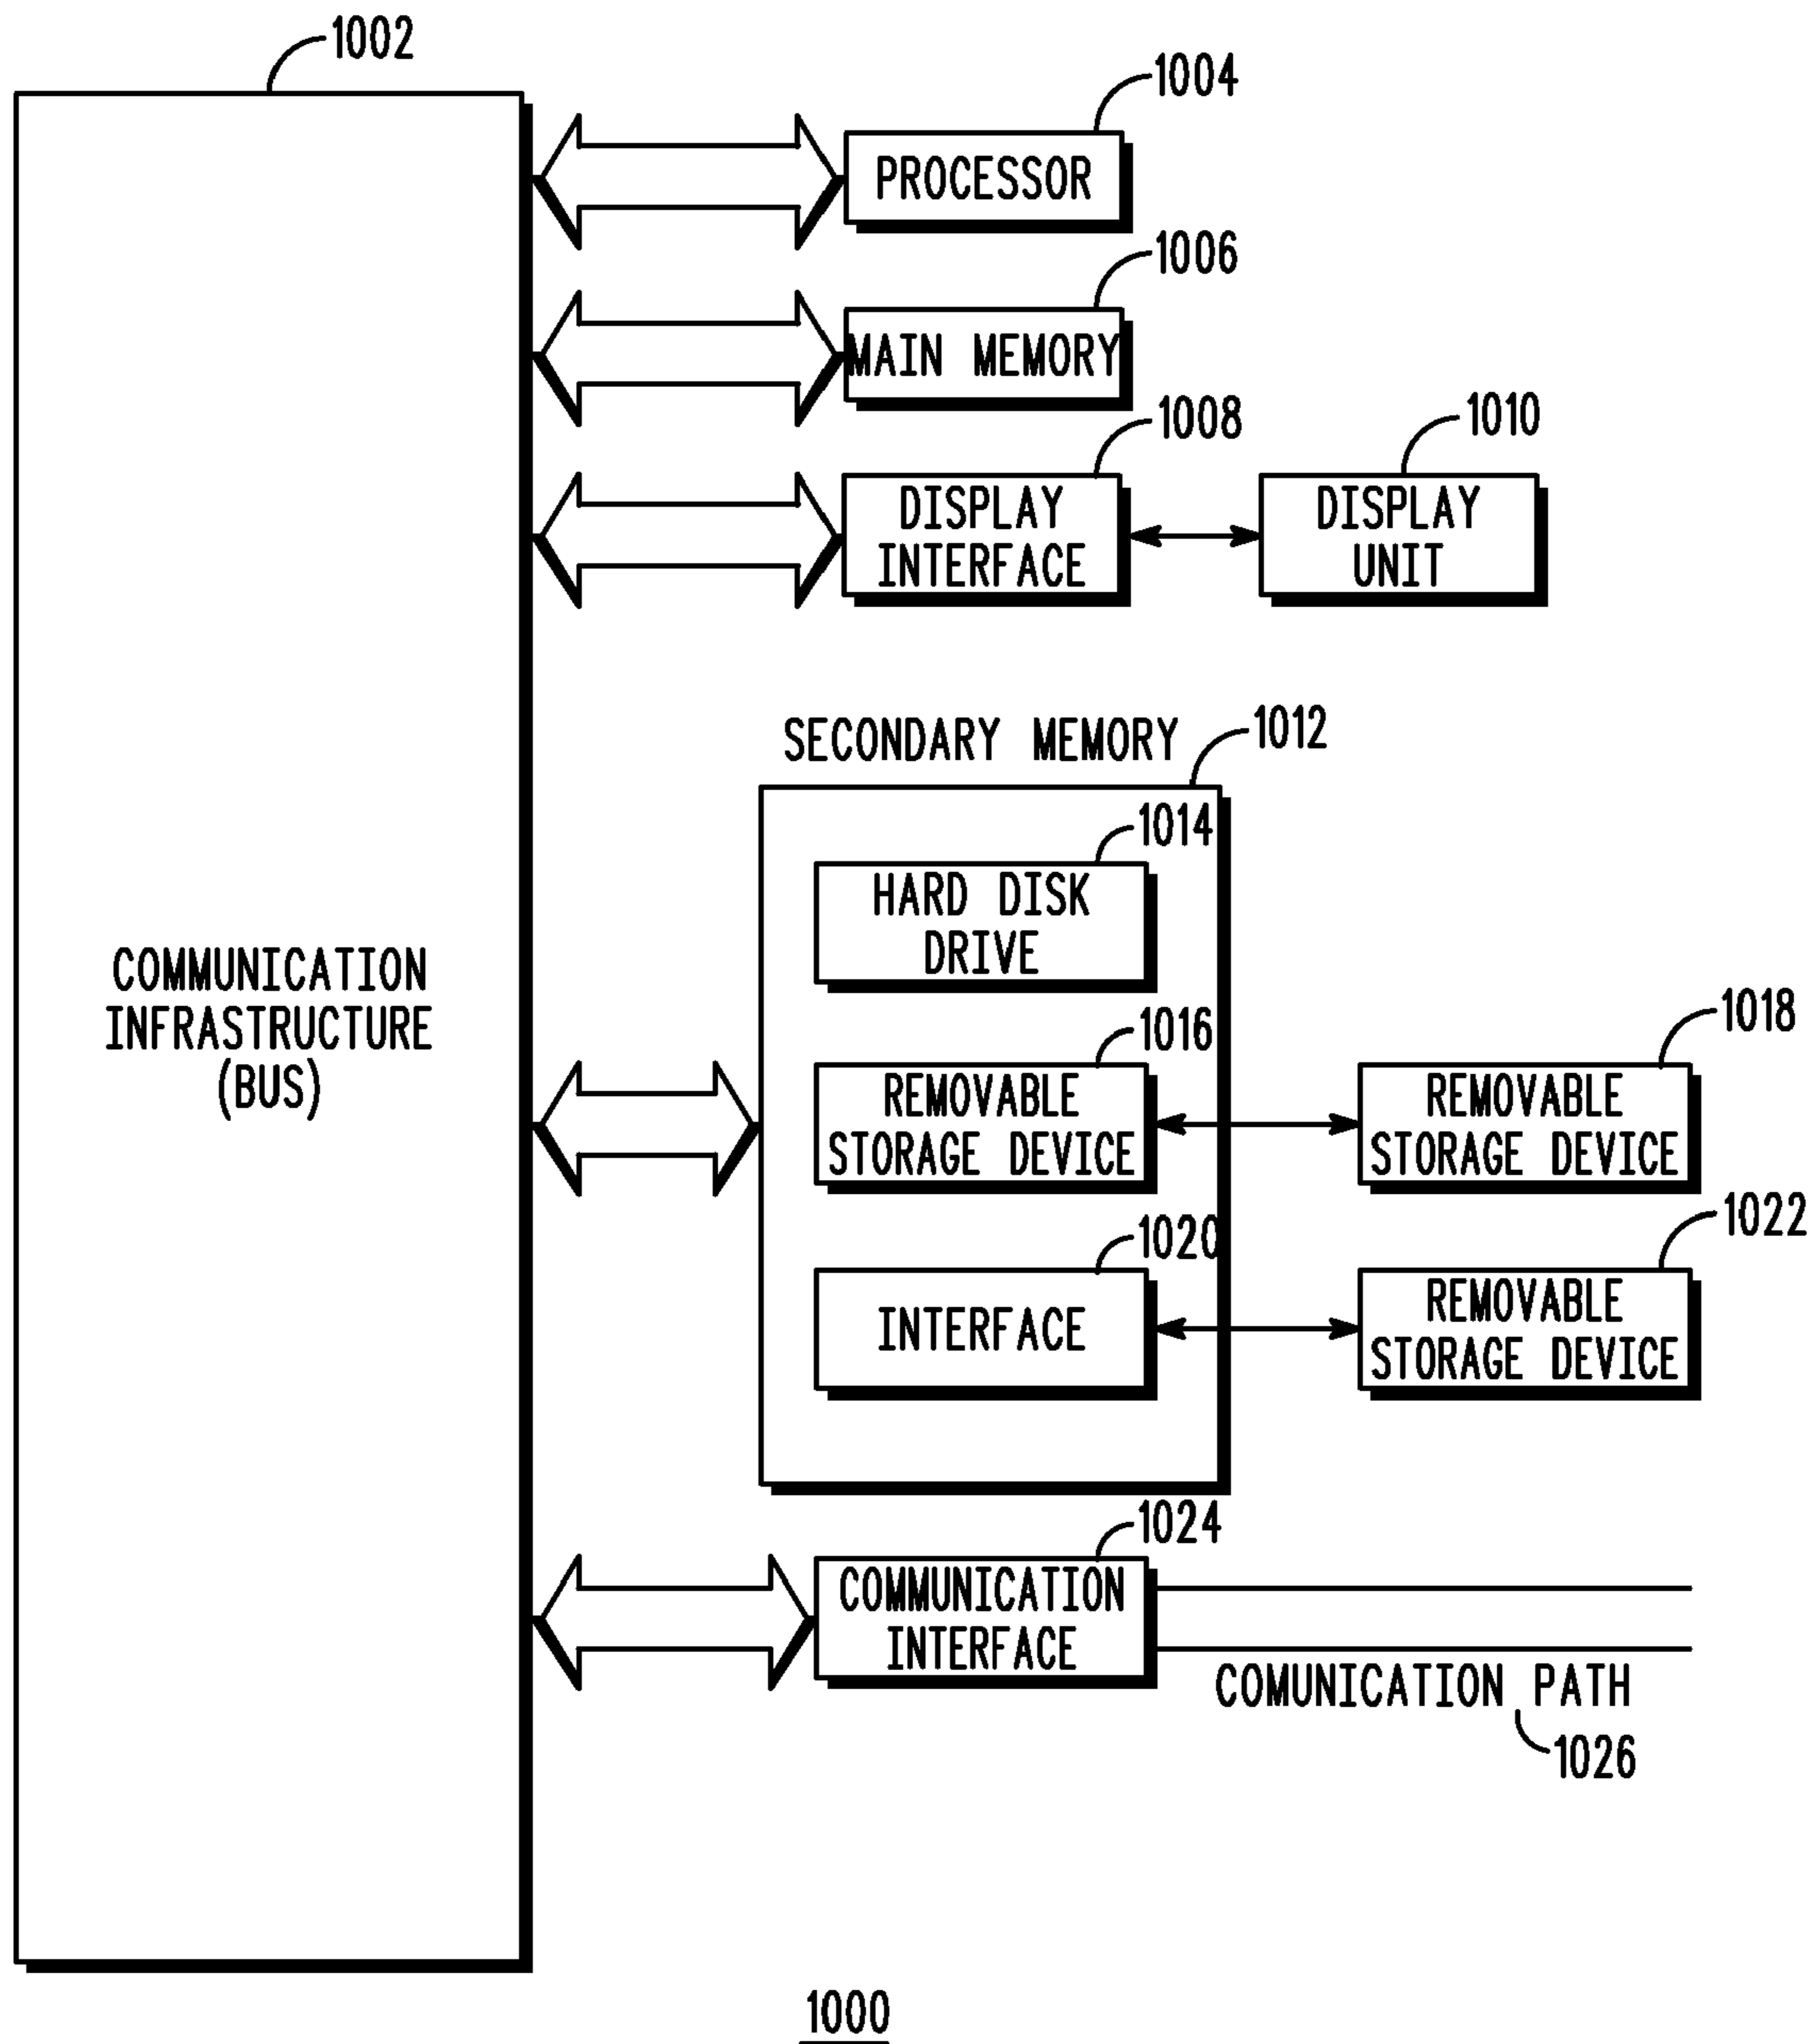 1002
1004
PROCESSOR
1006
MAIN MEMORY
1008
DISPLAY
INTERFACE
1010
DISPLAY
UNIT
SECONDARY MEMORY
1012
1014
HARD DISK
DRIVE
COMMUNICATION
INFRASTRUCTURE
(BUS)
1016
REMOVABLE
STORAGE DEVICE
1018
REMOVABLE
STORAGE DEVICE
1020
INTERFACE
1022
REMOVABLE
STORAGE DEVICE
1024
COMMUNICATION
INTERFACE
COMUNICATION PATH
1026
1000